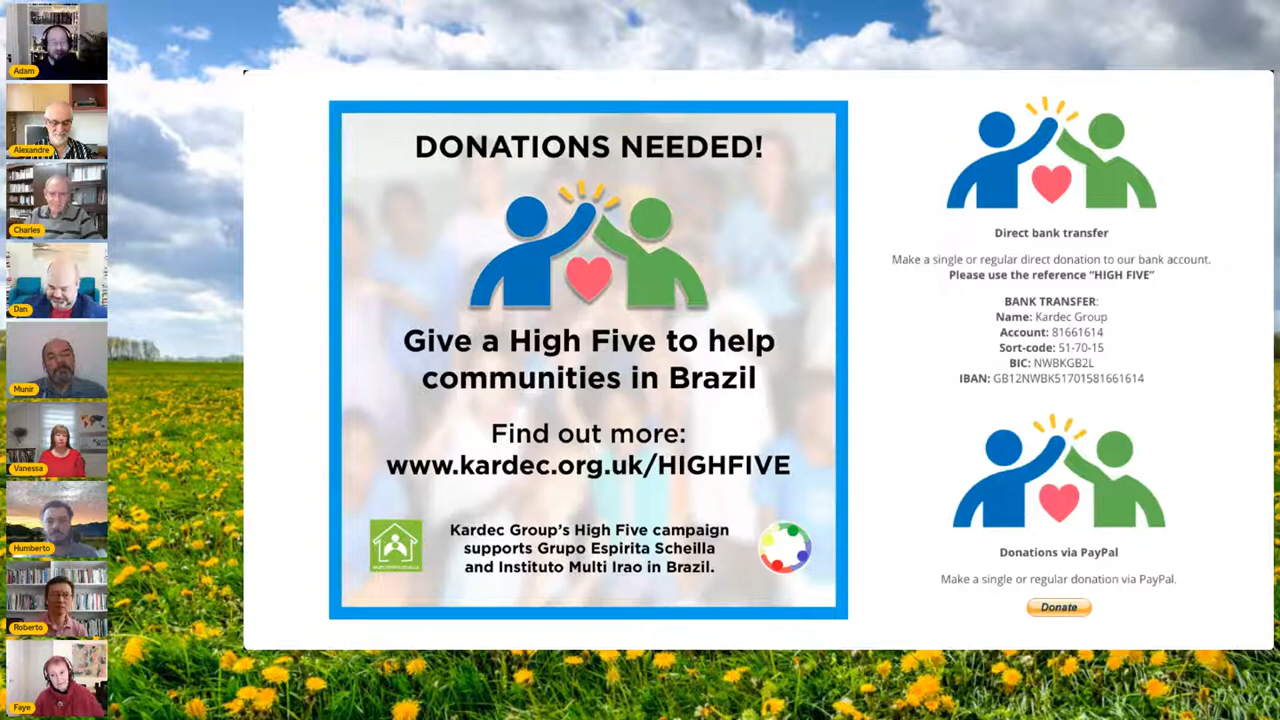 Adam
Alexandre
Charles
Dan
Munir
Vanessa
Humberto
Roberto
Faye
DONATIONS NEEDED!
Give a High Five to help
communities in Brazil
Find out more:
www.kardec.org.uk/HIGHFIVE
Kardec Group's High Five campaign
supports Grupo Espirita Scheilla
and Instituto Multi Irao in Brazil.
Direct bank transfer
Make a single or regular direct donation to our bank account.
Please use the reference “HIGH FIVE”
BANK TRANSFER:
Name: Kardec Group
Account: 81661614
Sort-code: 51-70-15
BIC: NWBKGB2L
IBAN: GB12NWBK51701581661614
Donations via PayPal
Make a single or regular donation via PayPal.
Donate